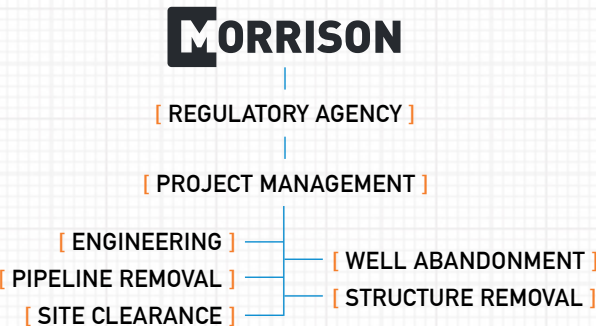 MORRISON
[ REGULATORY AGENCY ]
[ PROJECT MANAGEMENT ]
[ ENGINEERING ]
[ WELL ABANDONMENT ]
[ PIPELINE REMOVAL ]
[ STRUCTURE REMOVAL ]
[ SITE CLEARANCE ]